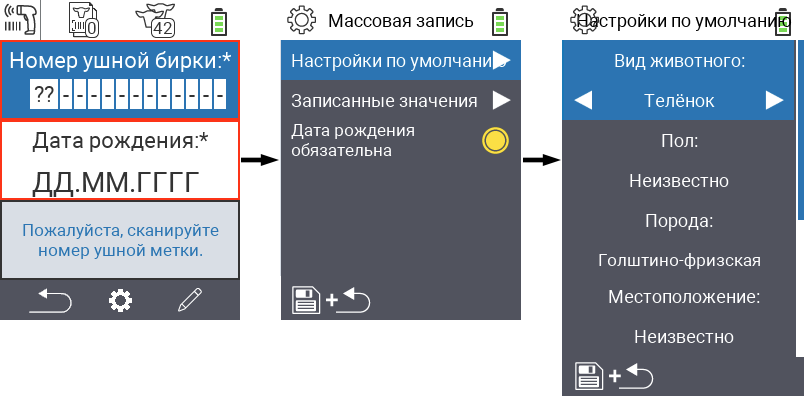 0
42
Номер ушной бирки:*
??------------
Дата рождения:*
ДД.ММ.ГГГГ
Пожалуйста, сканируйте
номер ушной метки.
Массовая запись
Настройки по умолчанию
Записанные значения
Дата рождения
обязательна
+
Настройки по умолчанию
Вид животного:
Телёнок
Пол:
Неизвестно
Порода:
Голштино-фризская
Местоположение:
Неизвестно
+